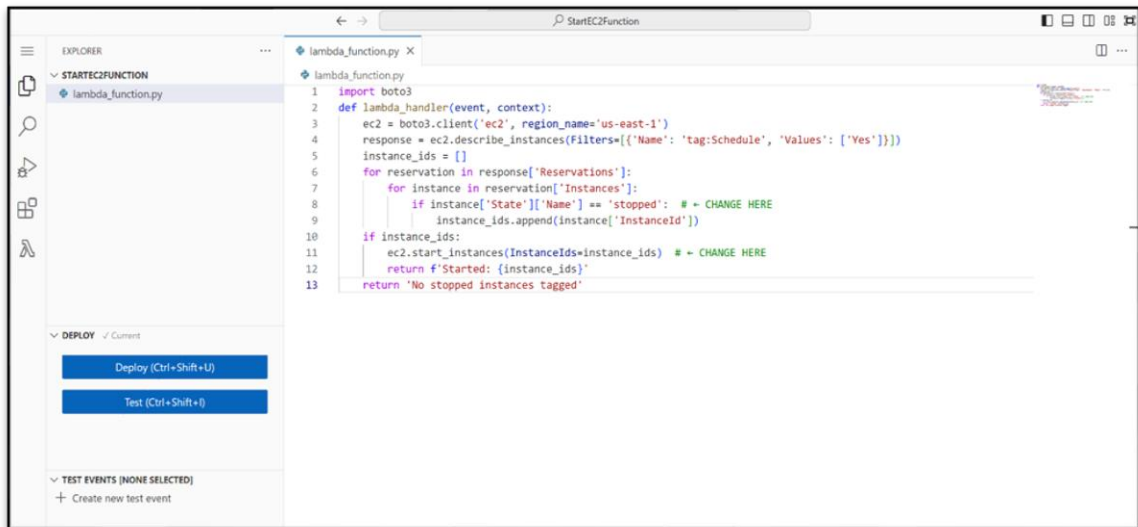 ← → StartEC2Function
EXPLORER ...
STARTEC2FUNCTION
lambda_function.py
DEPLOY ✓ Current
Deploy (Ctrl+Shift+U)
Test (Ctrl+Shift+I)
TEST EVENTS [NONE SELECTED]
+ Create new test event
lambda_function.py ×
lambda_function.py
1 import boto3
2 def lambda_handler(event, context):
3     ec2 = boto3.client('ec2', region_name='us-east-1')
4     response = ec2.describe_instances(Filters=[{'Name': 'tag:Schedule', 'Values': ['Yes']}])
5     instance_ids = []
6     for reservation in response['Reservations']:
7         for instance in reservation['Instances']:
8             if instance['State']['Name'] == 'stopped':  # ← CHANGE HERE
9                 instance_ids.append(instance['InstanceId'])
10     if instance_ids:
11         ec2.start_instances(InstanceIds=instance_ids)  # ← CHANGE HERE
12         return f'Started: {instance_ids}'
13     return 'No stopped instances tagged'